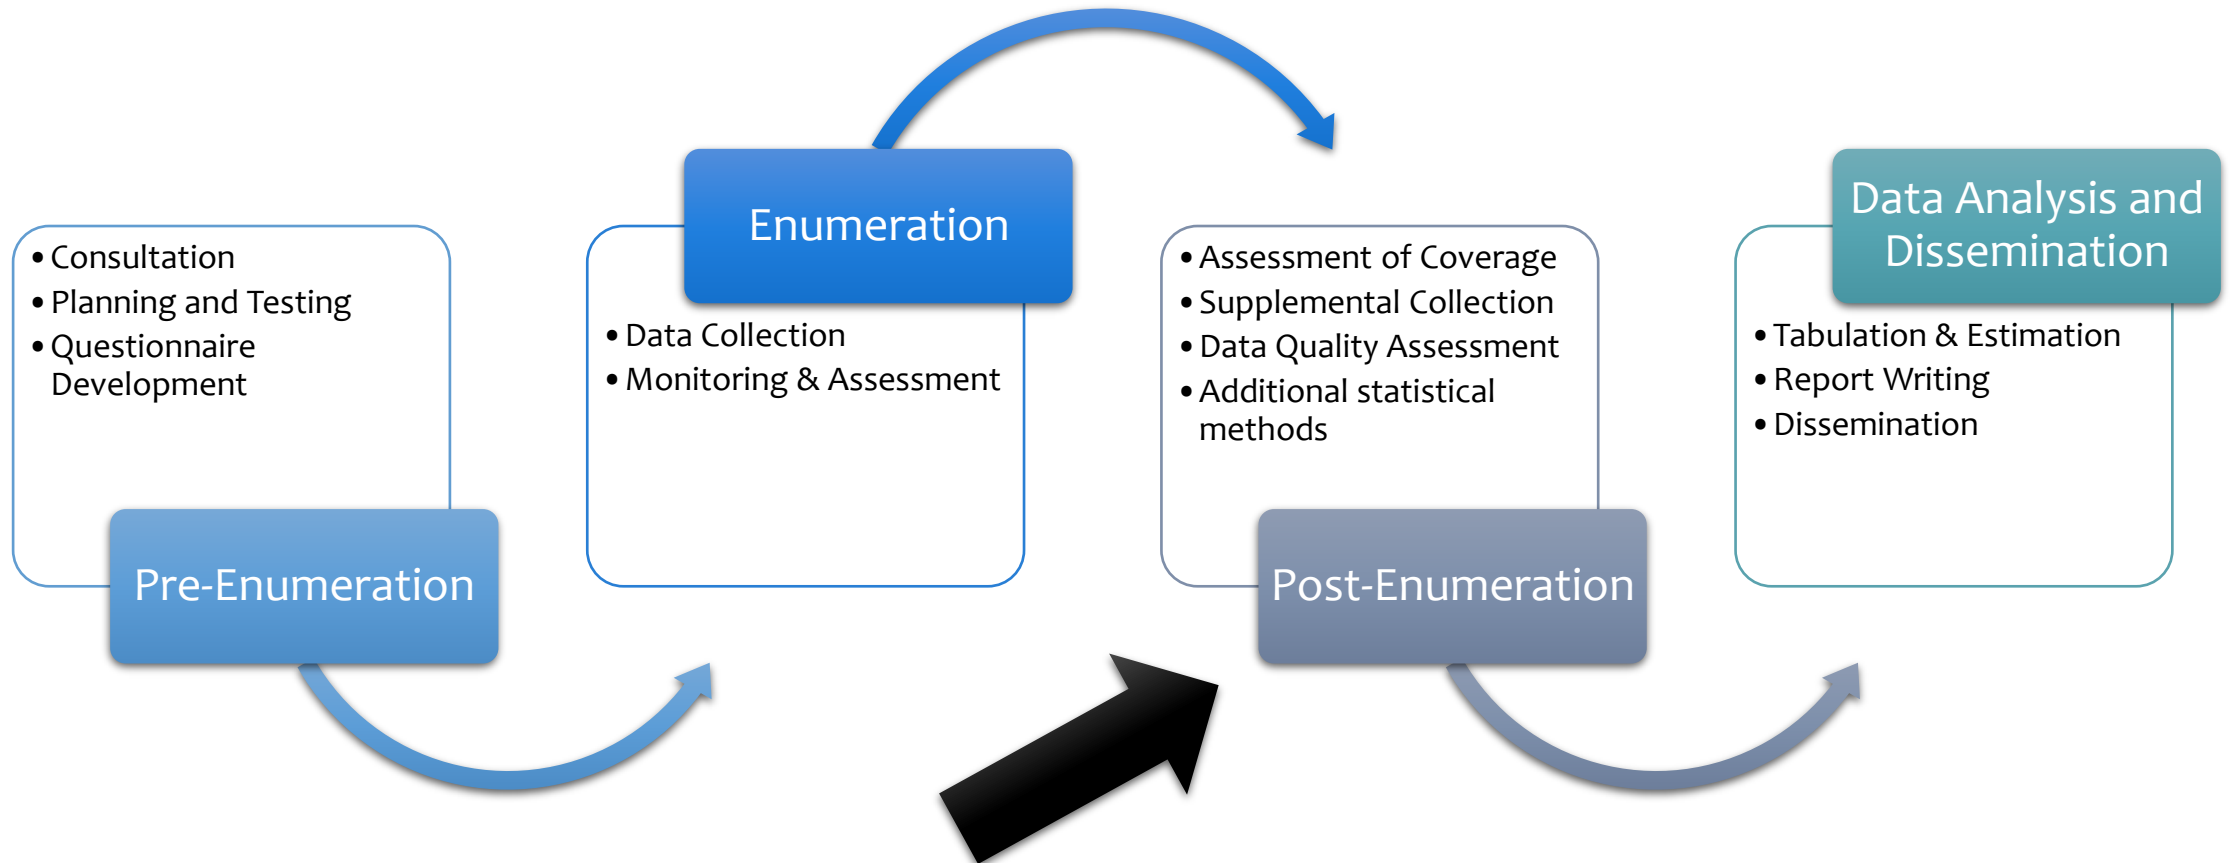 • Consultation
• Planning and Testing
• Questionnaire
Development
Pre-Enumeration
Enumeration
• Data Collection
• Monitoring & Assessment
• Assessment of Coverage
• Supplemental Collection
• Data Quality Assessment
• Additional statistical
methods
Post-Enumeration
Data Analysis and
Dissemination
• Tabulation & Estimation
• Report Writing
• Dissemination